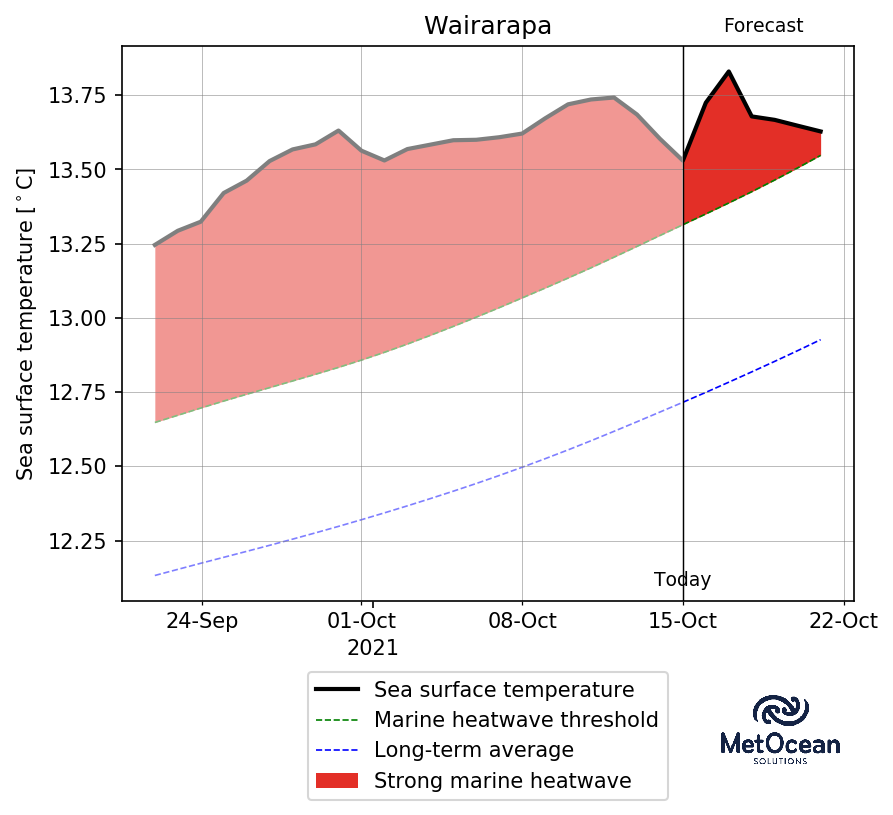 Wairarapa
Forecast
Sea surface temperature [°C]
13.75
13.50
13.25
13.00
12.75
12.50
12.25
Today
24-Sep
01-Oct
08-Oct
15-Oct
22-Oct
2021
Sea surface temperature
Marine heatwave threshold
Long-term average
Strong marine heatwave
MetOcean
SOLUTIONS